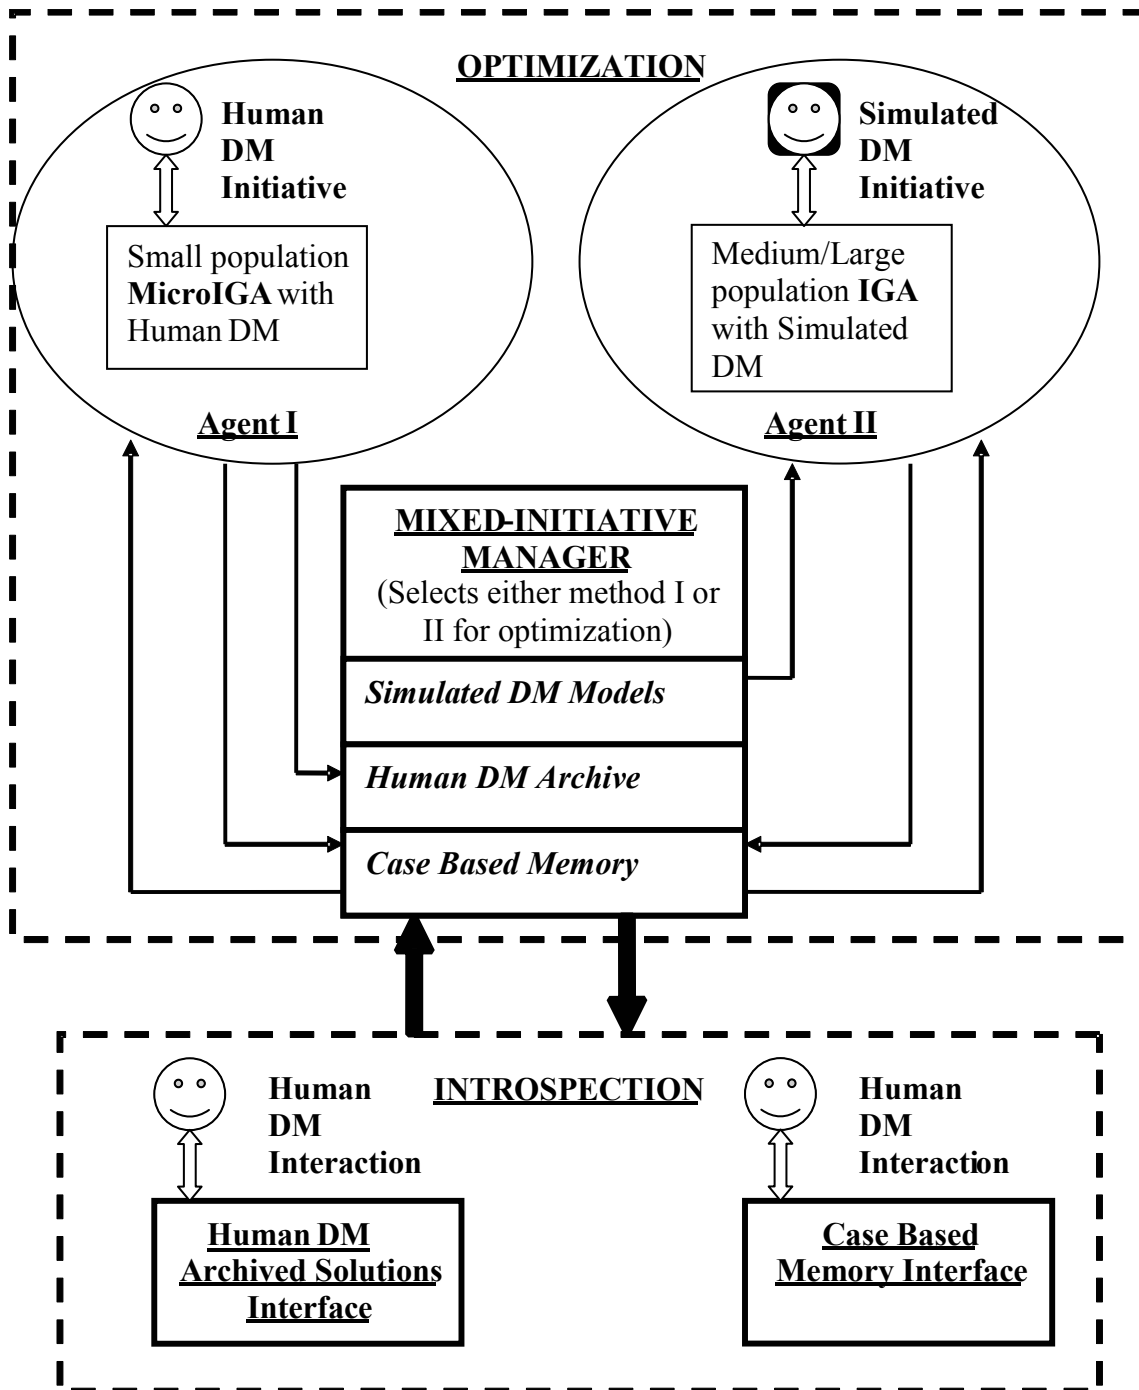 OPTIMIZATION
Human
DM
Initiative
Small population
MicroIGA with
Human DM
Agent I
Simulated
DM
Initiative
Medium/Large
population IGA
with Simulated
DM
Agent II
MIXED-INITIATIVE
MANAGER
(Selects either method I or
II for optimization)
Simulated DM Models
Human DM Archive
Case Based Memory
INTROSPECTION
Human
DM
Interaction
Human DM
Archived Solutions
Interface
Human
DM
Interaction
Case Based
Memory Interface